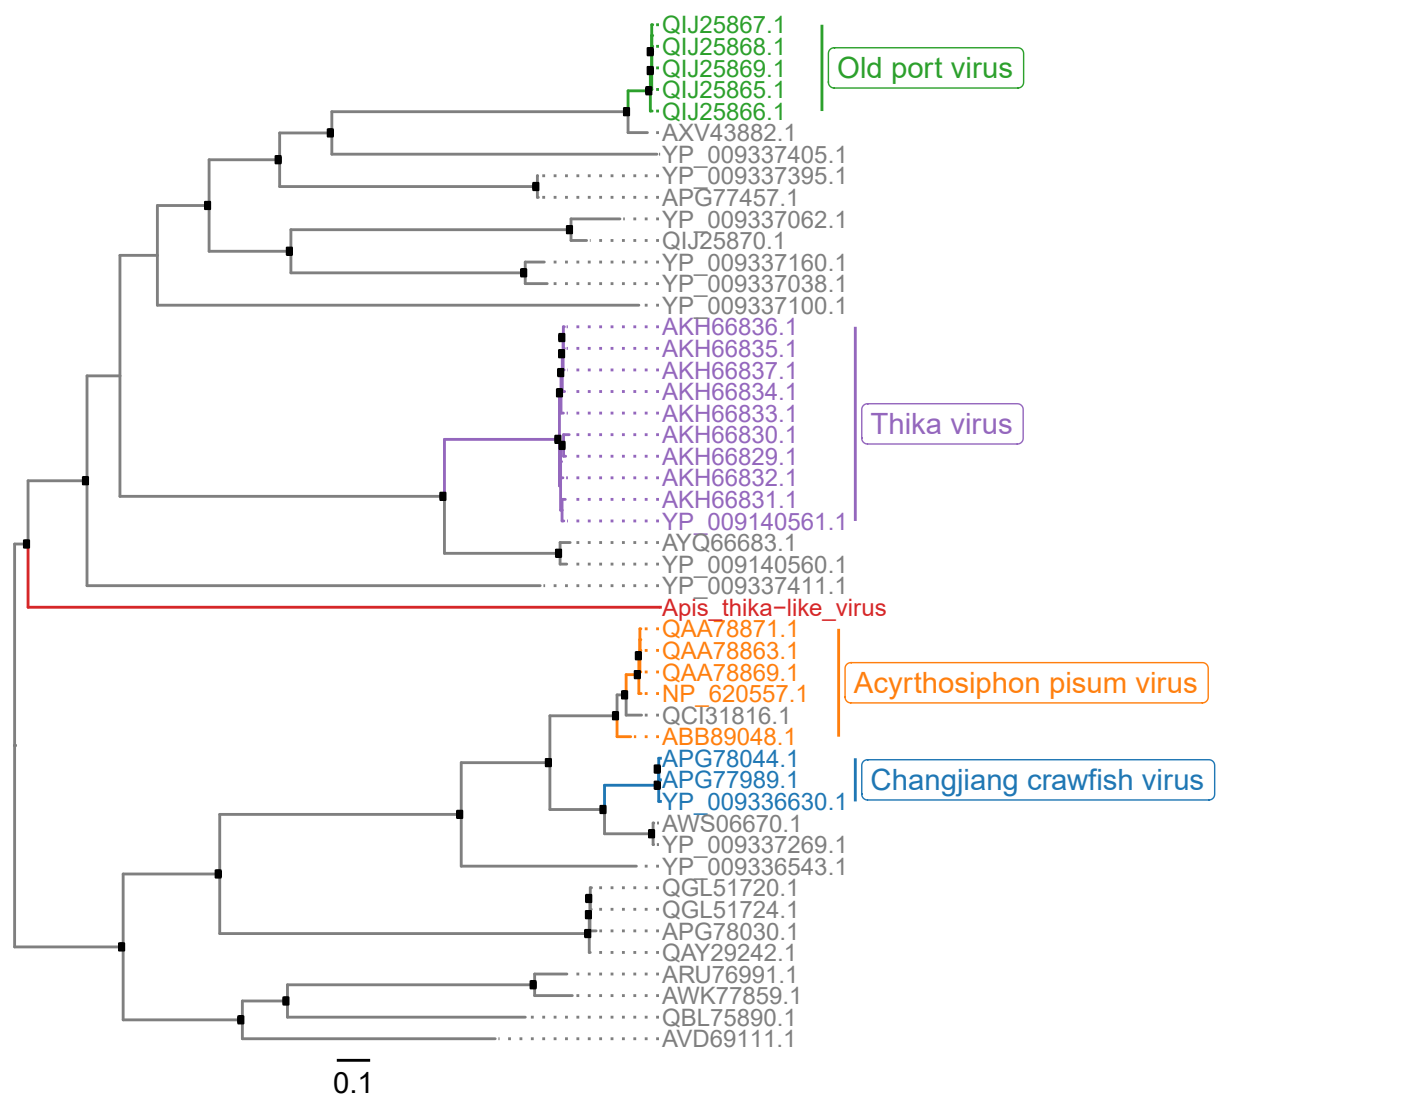 QIJ25867.1
QIJ25868.1
QIJ25869.1
QIJ25865.1
QIJ25866.1
Old port virus
AXV43882.1
YP_009337405.1
YP_009337395.1
APG77457.1
YP_009337062.1
QIJ25870.1
YP_009337160.1
YP_009337038.1
YP_009337100.1
AKH66836.1
AKH66835.1
AKH66837.1
AKH66834.1
AKH66833.1
AKH66830.1
AKH66829.1
AKH66832.1
AKH66831.1
YP_009140561.1
Thika virus
AYQ66683.1
YP_009140560.1
YP_009337411.1
Apis_thika−like_virus
QAA78871.1
QAA78863.1
QAA78869.1
NP_620557.1
QCI31816.1
ABB89048.1
Acyrthosiphon pisum virus
APG78044.1
APG77989.1
YP_009336630.1
Changjiang crawfish virus
AWS06670.1
YP_009337269.1
YP_009336543.1
QGL51720.1
QGL51724.1
APG78030.1
QAY29242.1
ARU76991.1
AWK77859.1
QBL75890.1
AVD69111.1
0.1